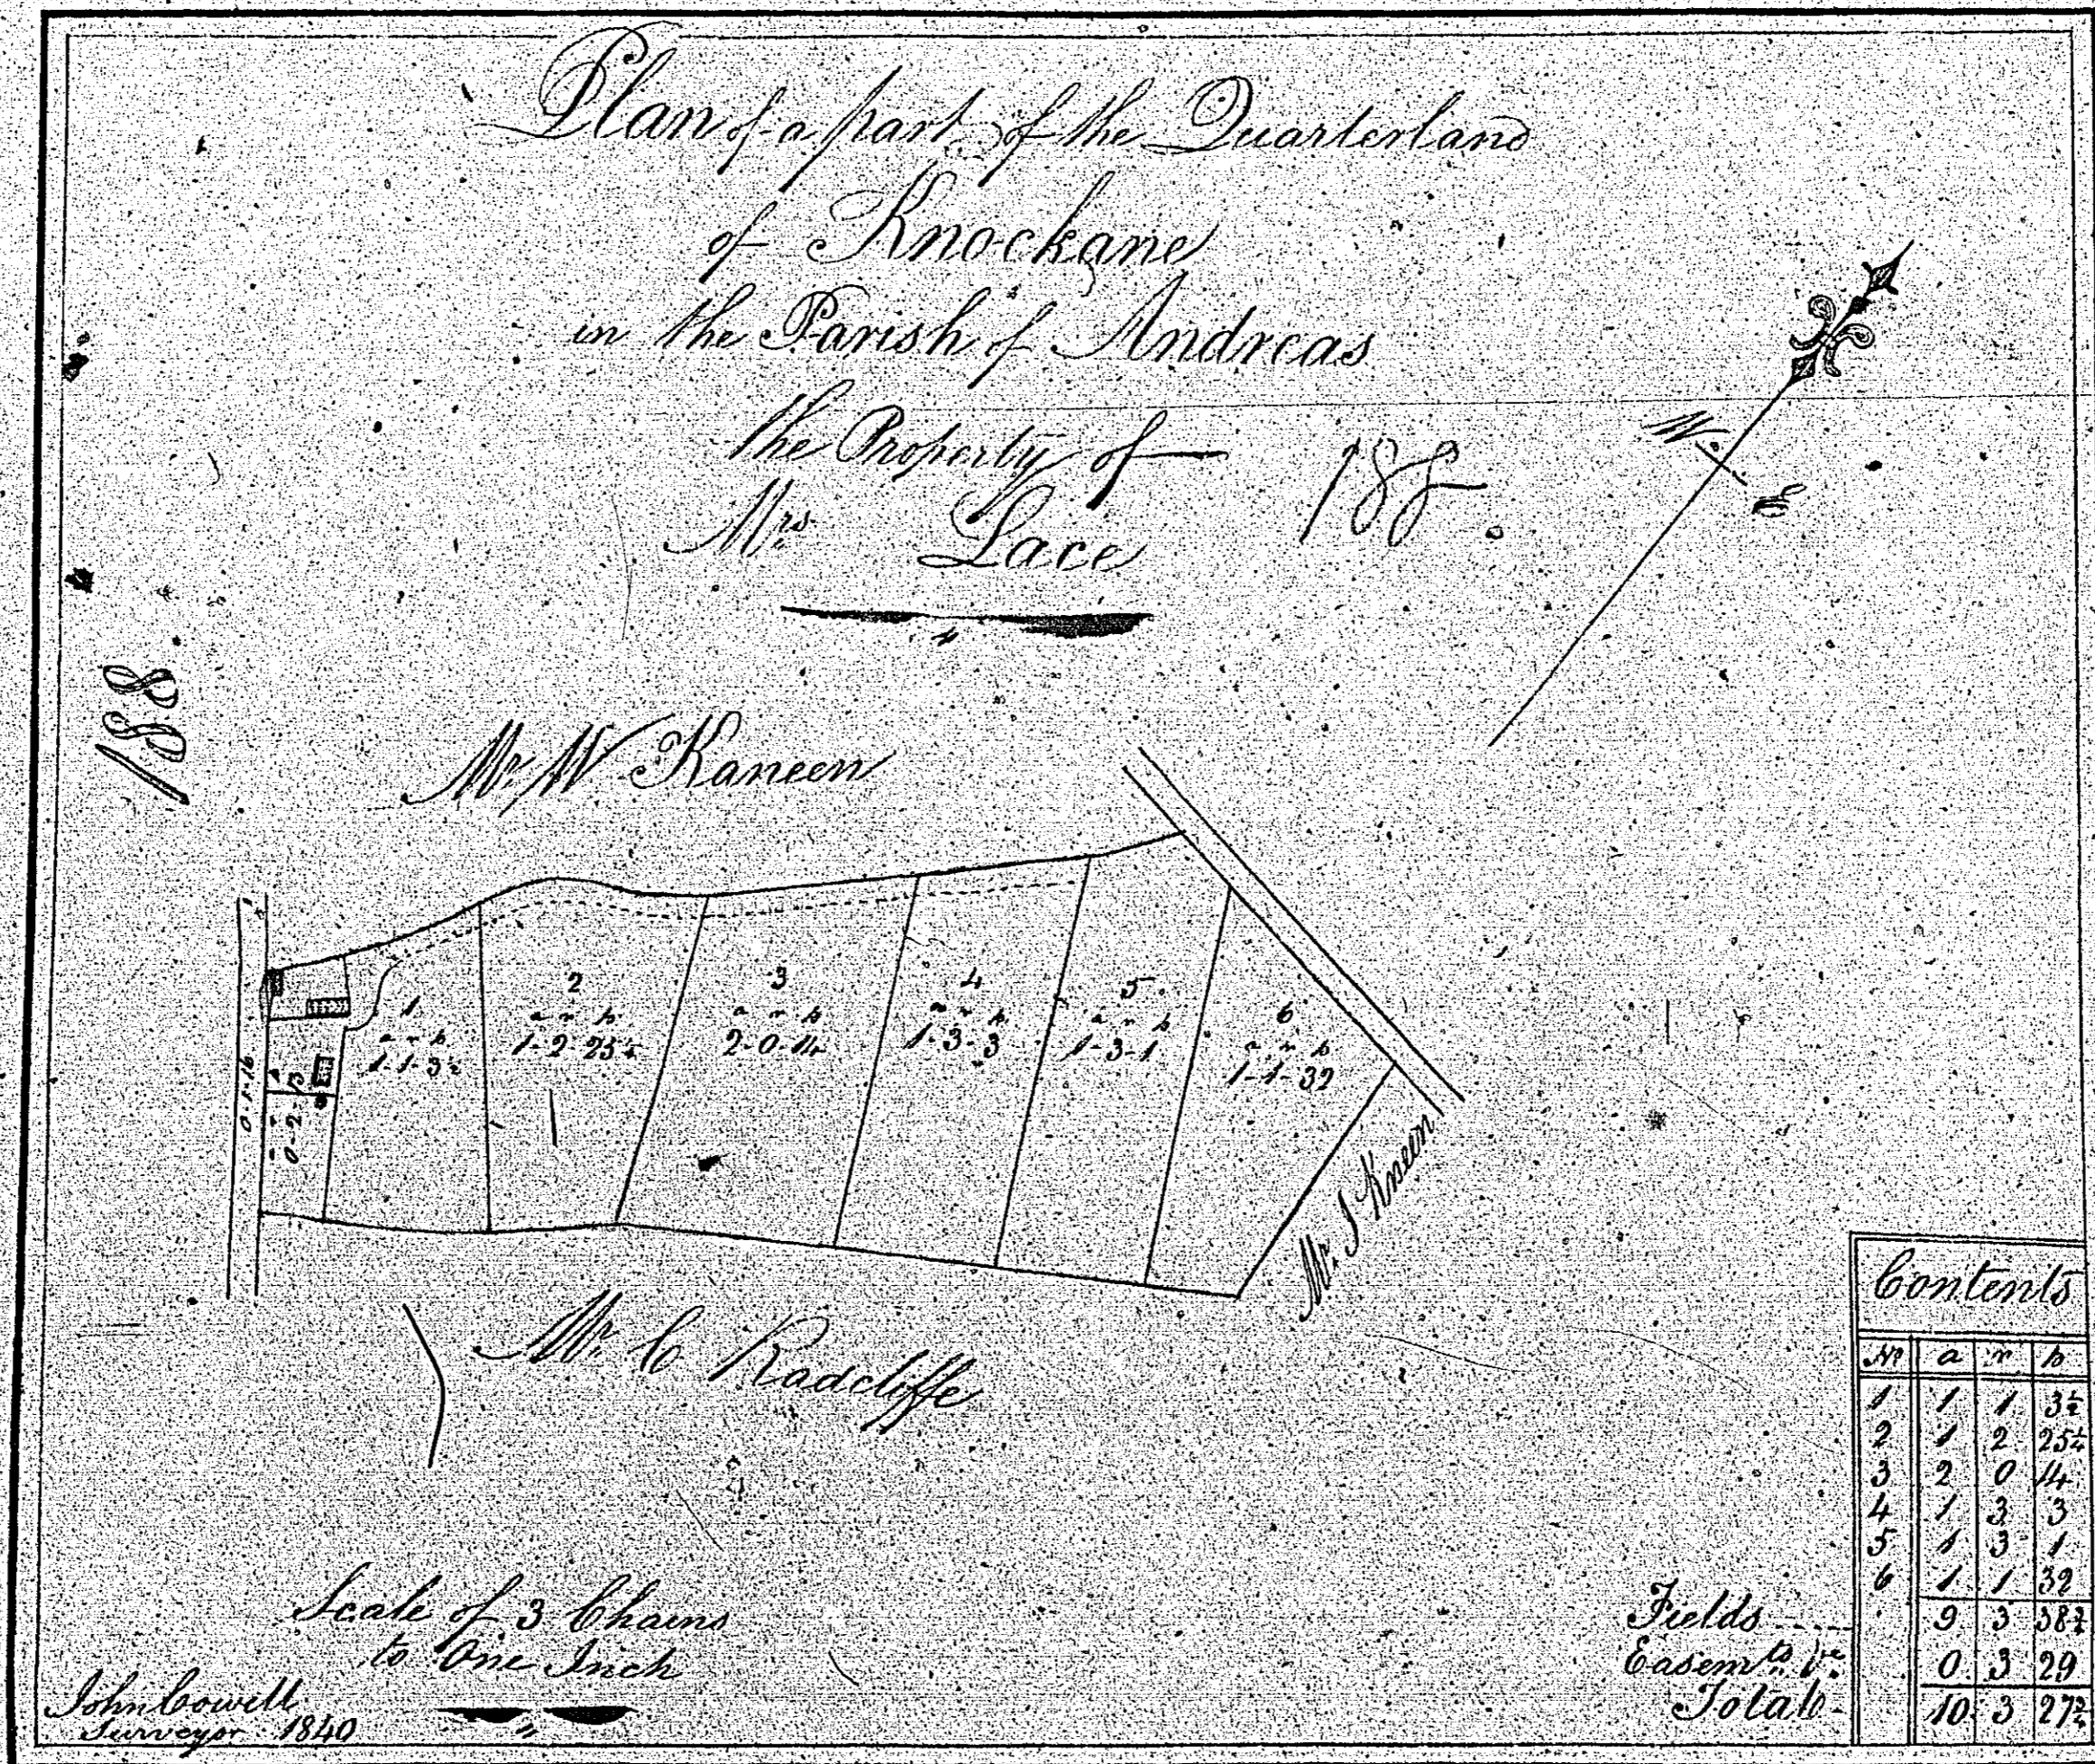 Plan of a part of the Quarterland
of Knockane
in the Parish of Andreas
the Property of
Mrs Lace
188.
188
W
E
Mr W Kaneen
0-1-16
0-2-13
1
a r p
1-1-3½
2
a r p
1-2-25¼
3
a r p
2-0-14
4
a r p
1-3-3
5
a r p
1-3-1
6
a r p
1-1-32
Mr. J Kneen
Mr. C Radcliffe
Contents
No a r p
1 1 1 3½
2 1 2 25¼
3 2 0 14
4 1 3 3
5 1 3 1
6 1 1 32
Fields 9 3 38¾
Easemts &c 0 3 29
Total 10 3 27¾
Scale of 3 Chains
to One Inch
John Cowell
Surveyor 1840